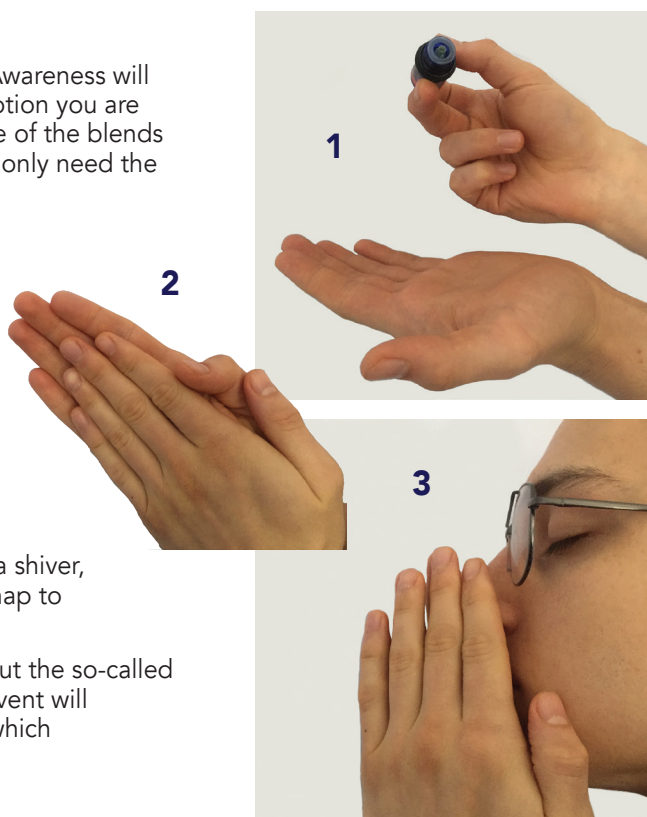 Awareness will
otion you are
e of the blends
only need the
1
2
3
a shiver,
nap to
ut the so-called
vent will
which